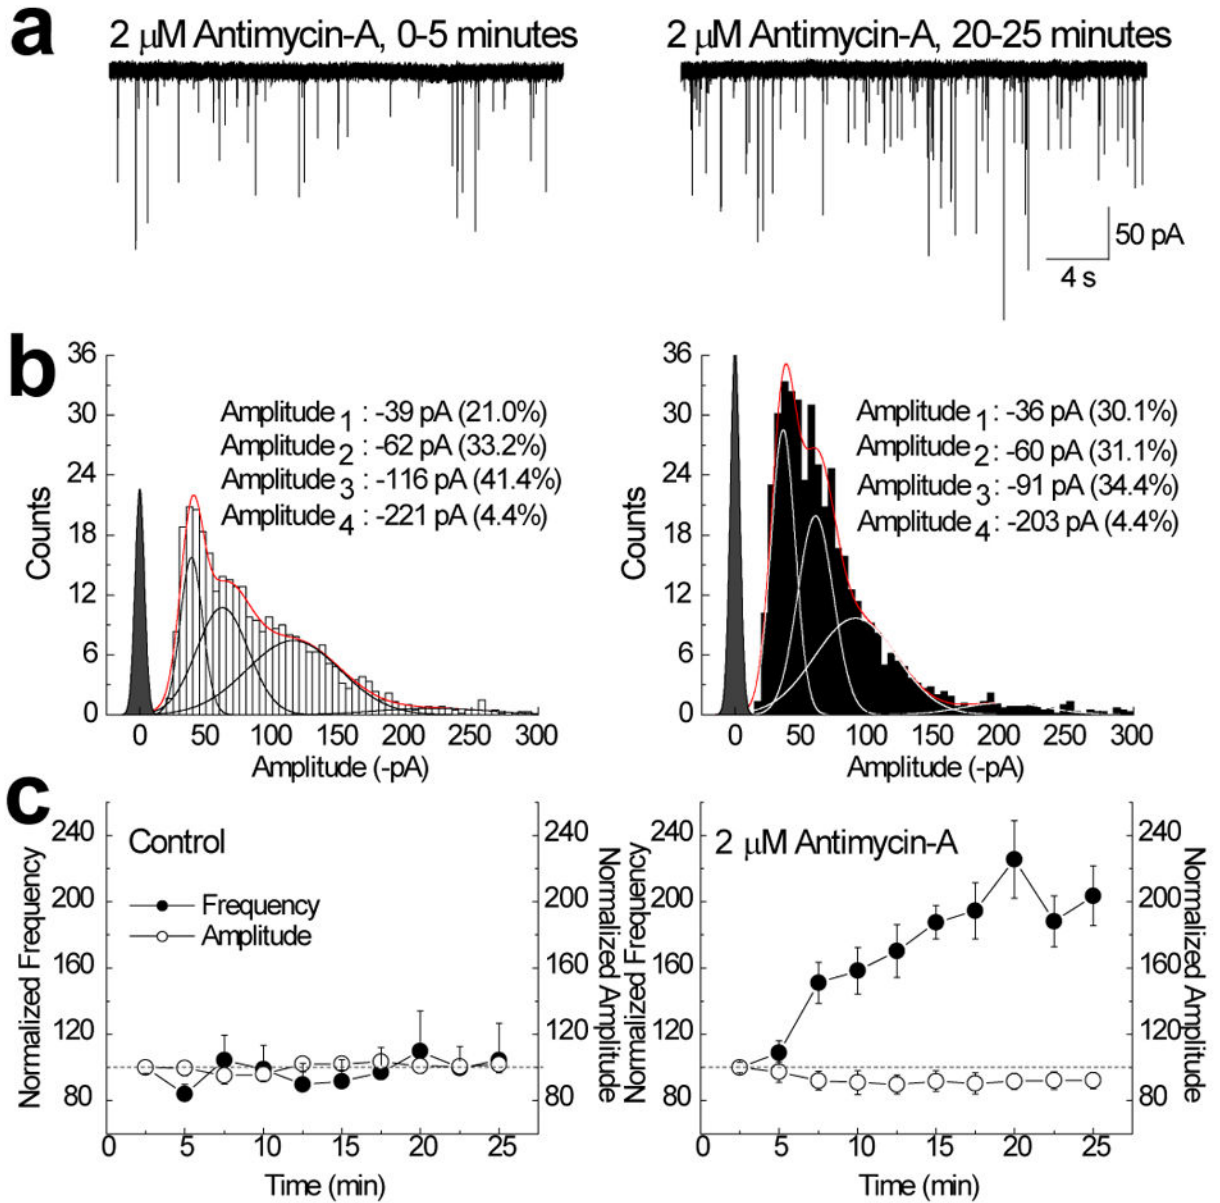 a
2 μM Antimycin-A, 0-5 minutes
2 μM Antimycin-A, 20-25 minutes
50 pA
4 s
b
36
30
24
18
12
6
0
Counts
Amplitude 1 : -39 pA (21.0%)
Amplitude 2 : -62 pA (33.2%)
Amplitude 3 : -116 pA (41.4%)
Amplitude 4 : -221 pA (4.4%)
0 50 100 150 200 250 300
Amplitude (-pA)
36
30
24
18
12
6
0
Counts
Amplitude 1 : -36 pA (30.1%)
Amplitude 2 : -60 pA (31.1%)
Amplitude 3 : -91 pA (34.4%)
Amplitude 4 : -203 pA (4.4%)
0 50 100 150 200 250 300
Amplitude (-pA)
c
Normalized Frequency
240
200
160
120
80
Control
Frequency
Amplitude
240
200
160
120
80
Normalized Amplitude
0 5 10 15 20 25
Time (min)
Normalized Frequency
240
200
160
120
80
2 μM Antimycin-A
240
200
160
120
80
Normalized Amplitude
0 5 10 15 20 25
Time (min)